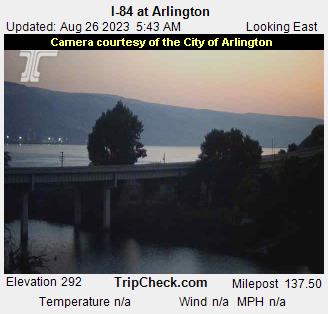 I-84 at Arlington
Updated: Aug 26 2023 5:43 AM Looking East
Camera courtesy of the City of Arlington
Elevation 292 TripCheck.com Milepost 137.50
Temperature n/a Wind n/a MPH n/a